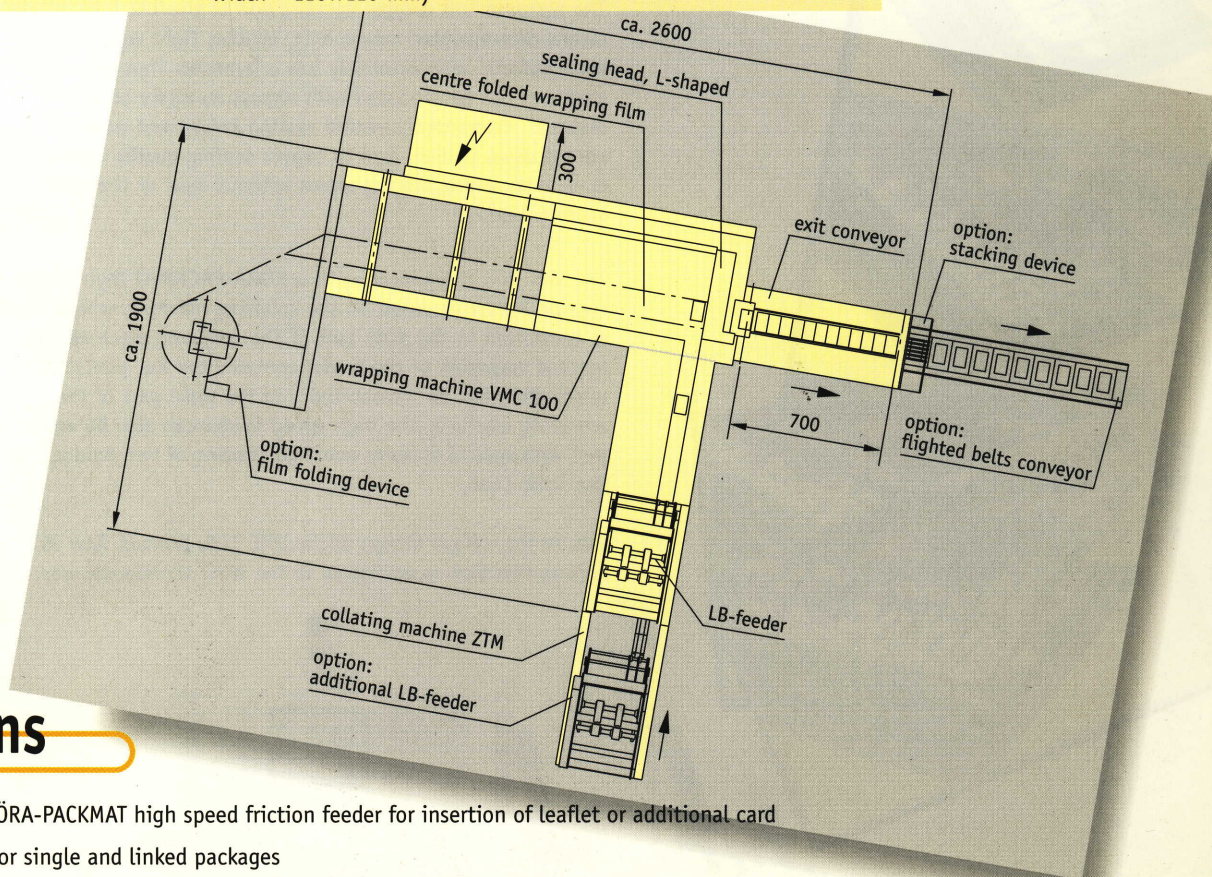 ca. 2600
sealing head, L-shaped
centre folded wrapping film
300
exit conveyor
option:
stacking device
ca. 1900
wrapping machine VMC 100
700
option:
flighted belts conveyor
option:
film folding device
LB-feeder
collating machine ZTM
option:
additional LB-feeder
ns
ÖRA-PACKMAT high speed friction feeder for insertion of leaflet or additional card
or single and linked packages